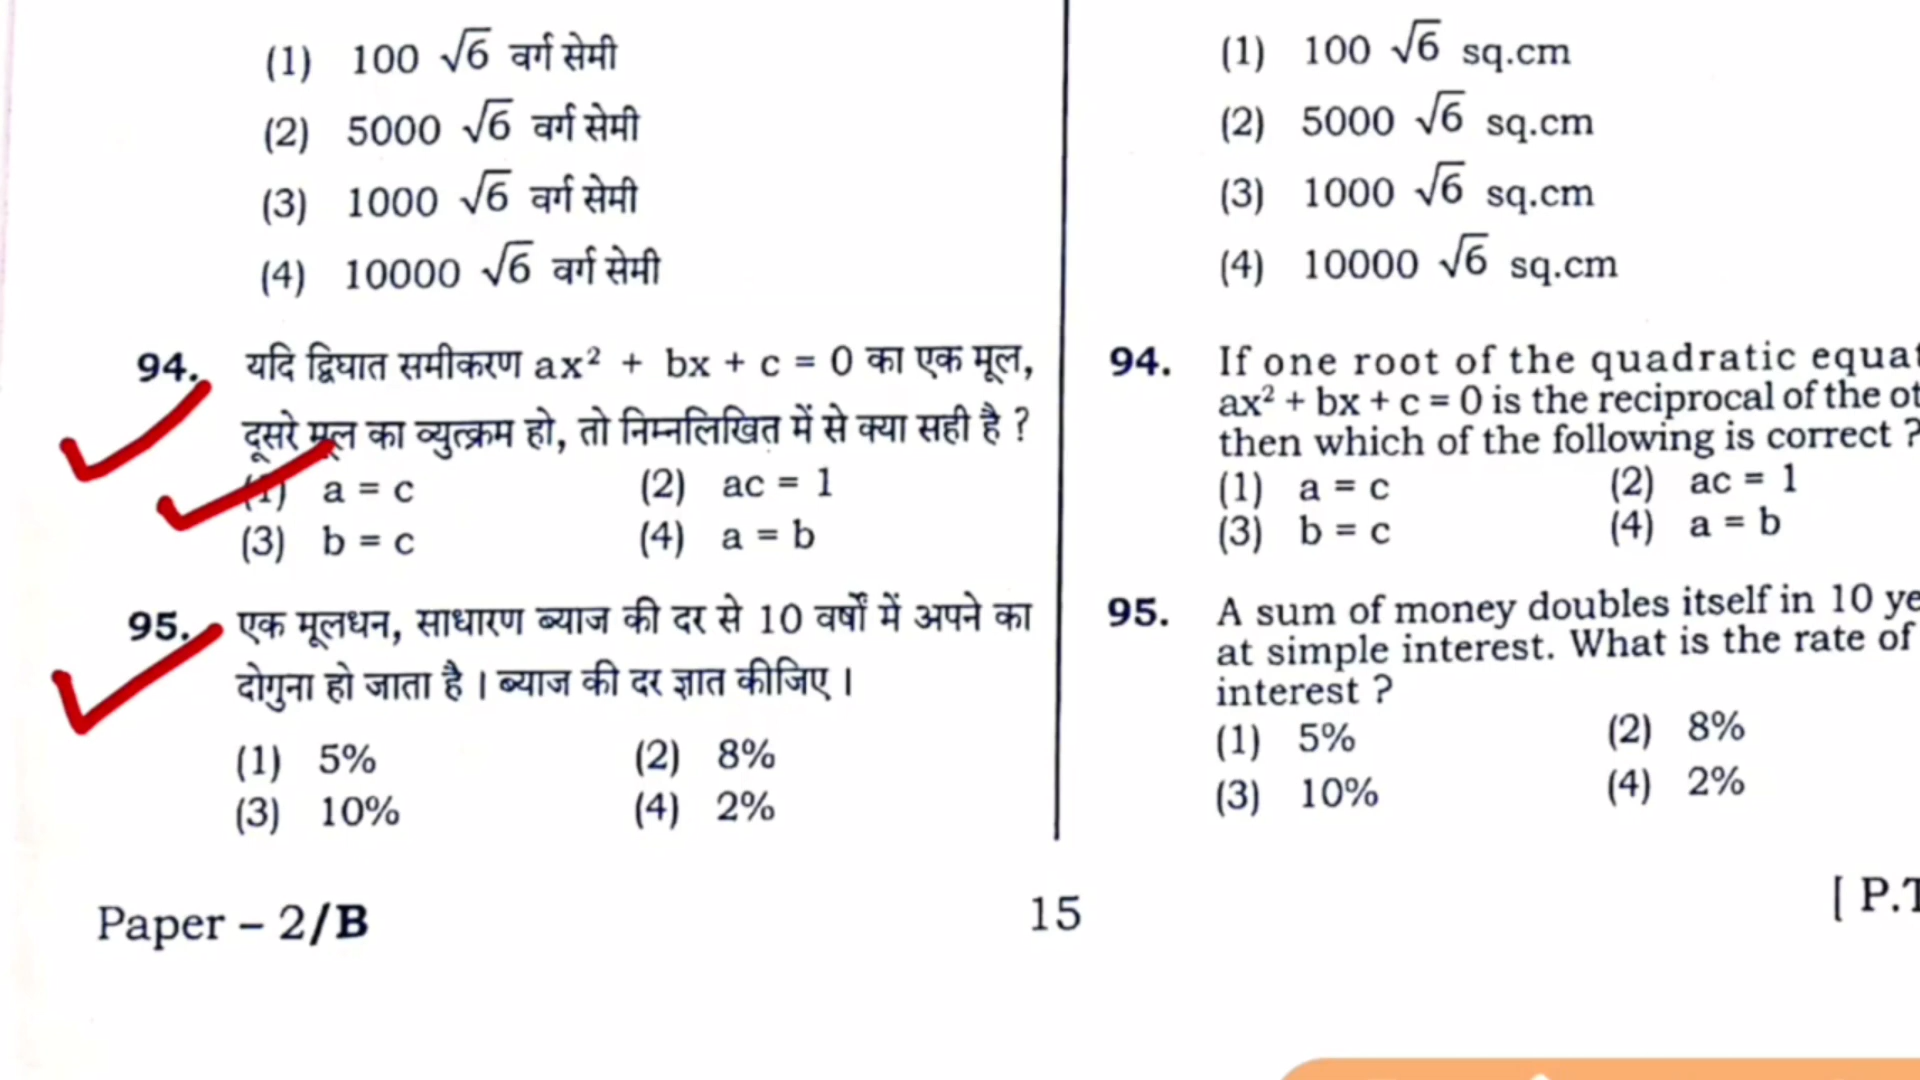 (1) 100 √6 वर्ग सेमी
(2) 5000 √6 वर्ग सेमी
(3) 1000 √6 वर्ग सेमी
(4) 10000 √6 वर्ग सेमी
94. यदि द्विघात समीकरण ax² + bx + c = 0 का एक मूल,
दूसरे मूल का व्युत्क्रम हो, तो निम्नलिखित में से क्या सही है ?
(1) a = c (2) ac = 1
(3) b = c (4) a = b
95. एक मूलधन, साधारण ब्याज की दर से 10 वर्षों में अपने का
दोगुना हो जाता है । ब्याज की दर ज्ञात कीजिए ।
(1) 5% (2) 8%
(3) 10% (4) 2%
(1) 100 √6 sq.cm
(2) 5000 √6 sq.cm
(3) 1000 √6 sq.cm
(4) 10000 √6 sq.cm
94. If one root of the quadratic equat
ax² + bx + c = 0 is the reciprocal of the ot
then which of the following is correct ?
(1) a = c (2) ac = 1
(3) b = c (4) a = b
95. A sum of money doubles itself in 10 ye
at simple interest. What is the rate of
interest ?
(1) 5% (2) 8%
(3) 10% (4) 2%
Paper – 2/B 15 [ P.T